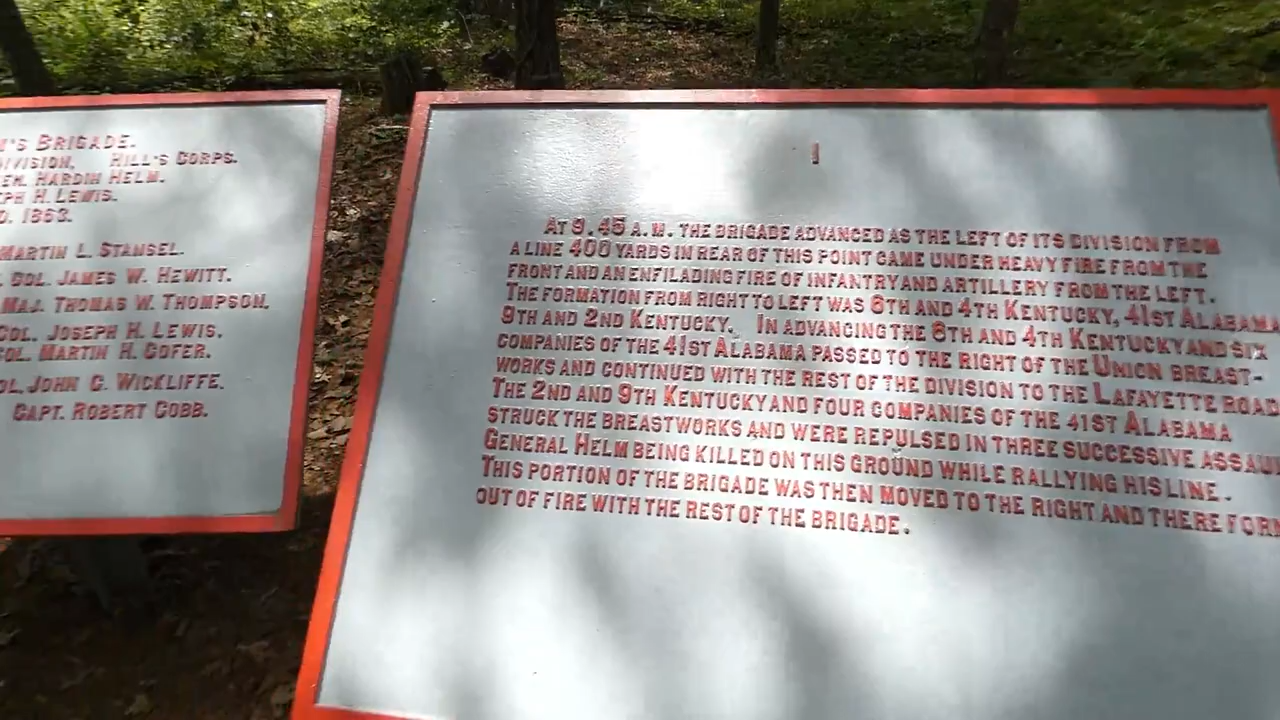 BRIGADE.
HILL'S CORPS.
HARDIN HELM.
H. LEWIS.
1863.
MARTIN L. STANSEL.
COL. JAMES W. HEWITT.
MAJ. THOMAS W. THOMPSON.
COL. JOSEPH H. LEWIS.
MARTIN H. COFER.
JOHN C. WICKLIFFE.
CAPT. ROBERT COBB.
1
AT 9.45 A.M. THE BRIGADE ADVANCED AS THE LEFT OF ITS DIVISION FROM
A LINE 400 YARDS IN REAR OF THIS POINT CAME UNDER HEAVY FIRE FROM THE
FRONT AND AN ENFILADING FIRE OF INFANTRY AND ARTILLERY FROM THE LEFT.
THE FORMATION FROM RIGHT TO LEFT WAS 6TH AND 4TH KENTUCKY, 41ST ALABAMA
9TH AND 2ND KENTUCKY. IN ADVANCING THE 6TH AND 4TH KENTUCKY AND SIX
COMPANIES OF THE 41ST ALABAMA PASSED TO THE RIGHT OF THE UNION BREAST-
WORKS AND CONTINUED WITH THE REST OF THE DIVISION TO THE LAFAYETTE ROAD
THE 2ND AND 9TH KENTUCKY AND FOUR COMPANIES OF THE 41ST ALABAMA
STRUCK THE BREASTWORKS AND WERE REPULSED IN THREE SUCCESSIVE
GENERAL HELM BEING KILLED ON THIS GROUND WHILE RALLYING HIS LINE.
THIS PORTION OF THE BRIGADE WAS THEN MOVED TO THE RIGHT AND THERE
OUT OF FIRE WITH THE REST OF THE BRIGADE.